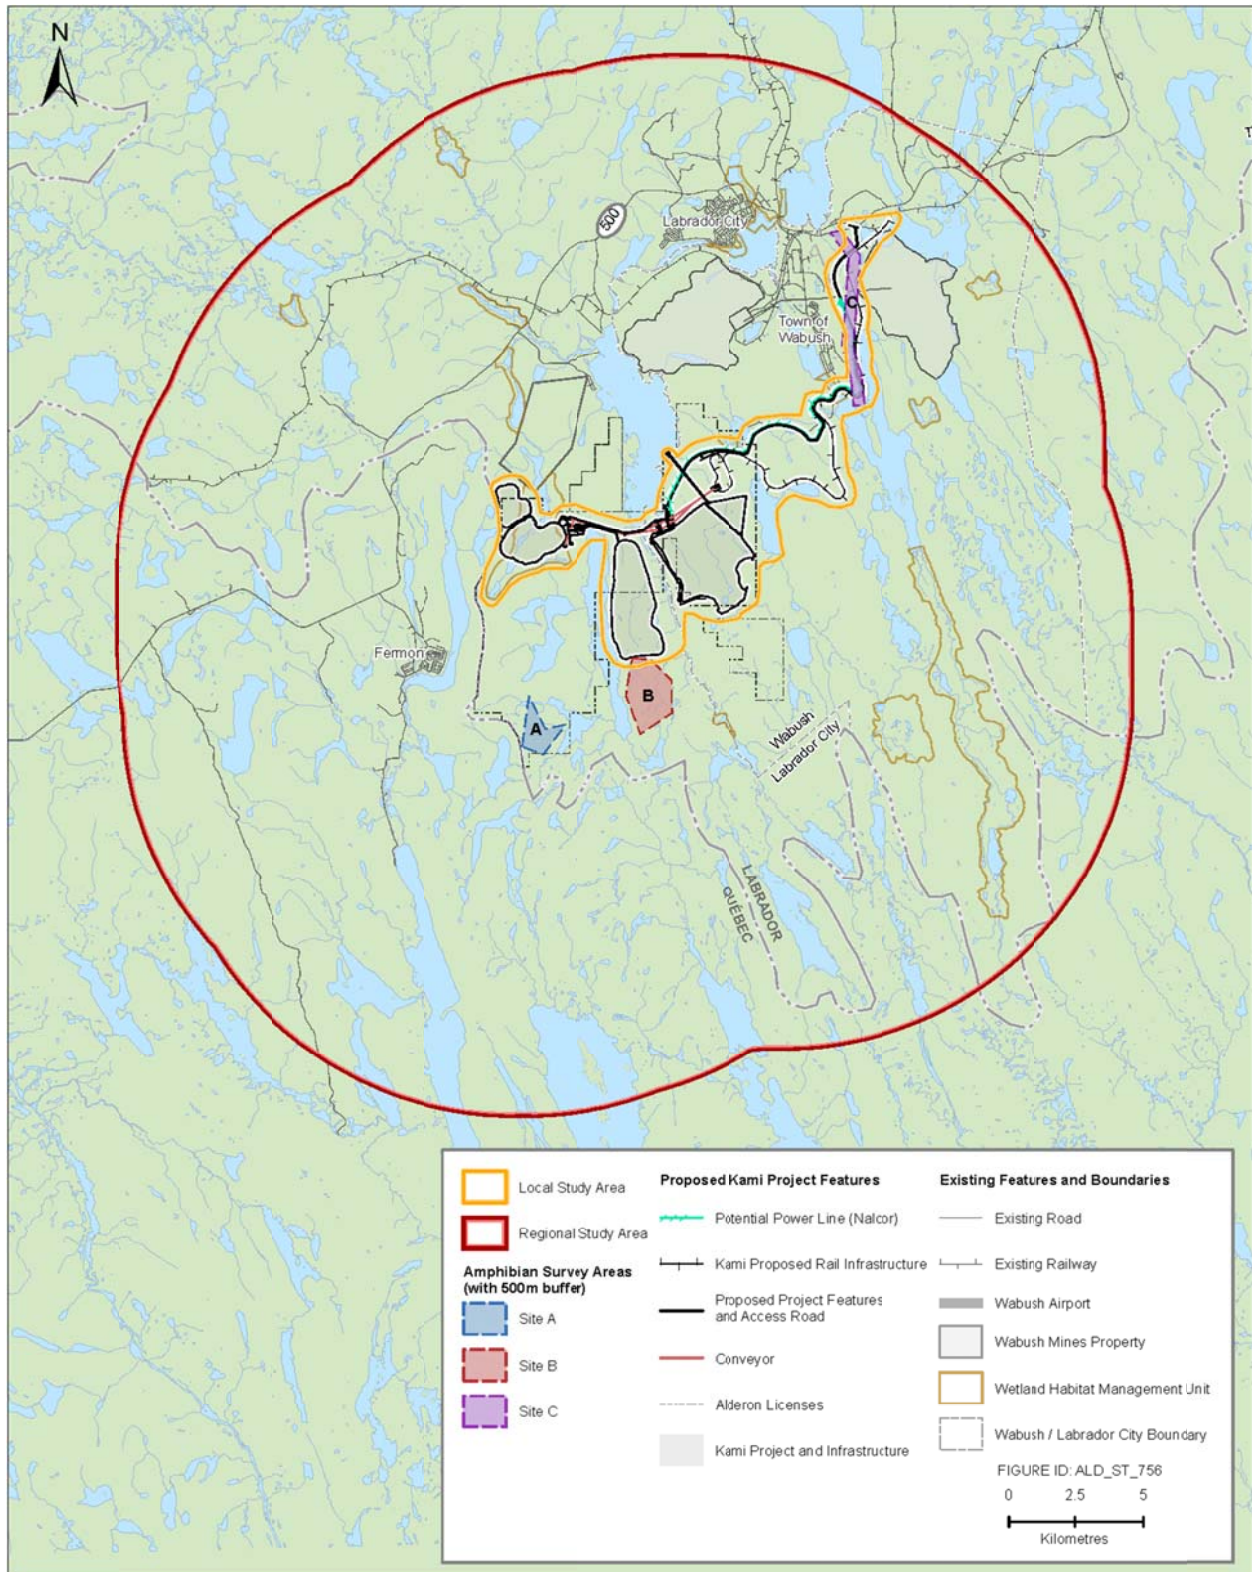 N
500
Labrador City
C
Town of
Wabush
Fermon
B
A
Wabush
Labrador City
LABRADOR
QUÉBEC
Local Study Area
Regional Study Area
Amphibian Survey Areas
(with 500m buffer)
Site A
Site B
Site C
Proposed Kami Project Features
Potential Power Line (Nalcor)
Kami Proposed Rail Infrastructure
Proposed Project Features
and Access Road
Conveyor
Alderon Licenses
Kami Project and Infrastructure
Existing Features and Boundaries
Existing Road
Existing Railway
Wabush Airport
Wabush Mines Property
Wetland Habitat Management Unit
Wabush / Labrador City Boundary
FIGURE ID: ALD_ST_756
0 2.5 5
Kilometres